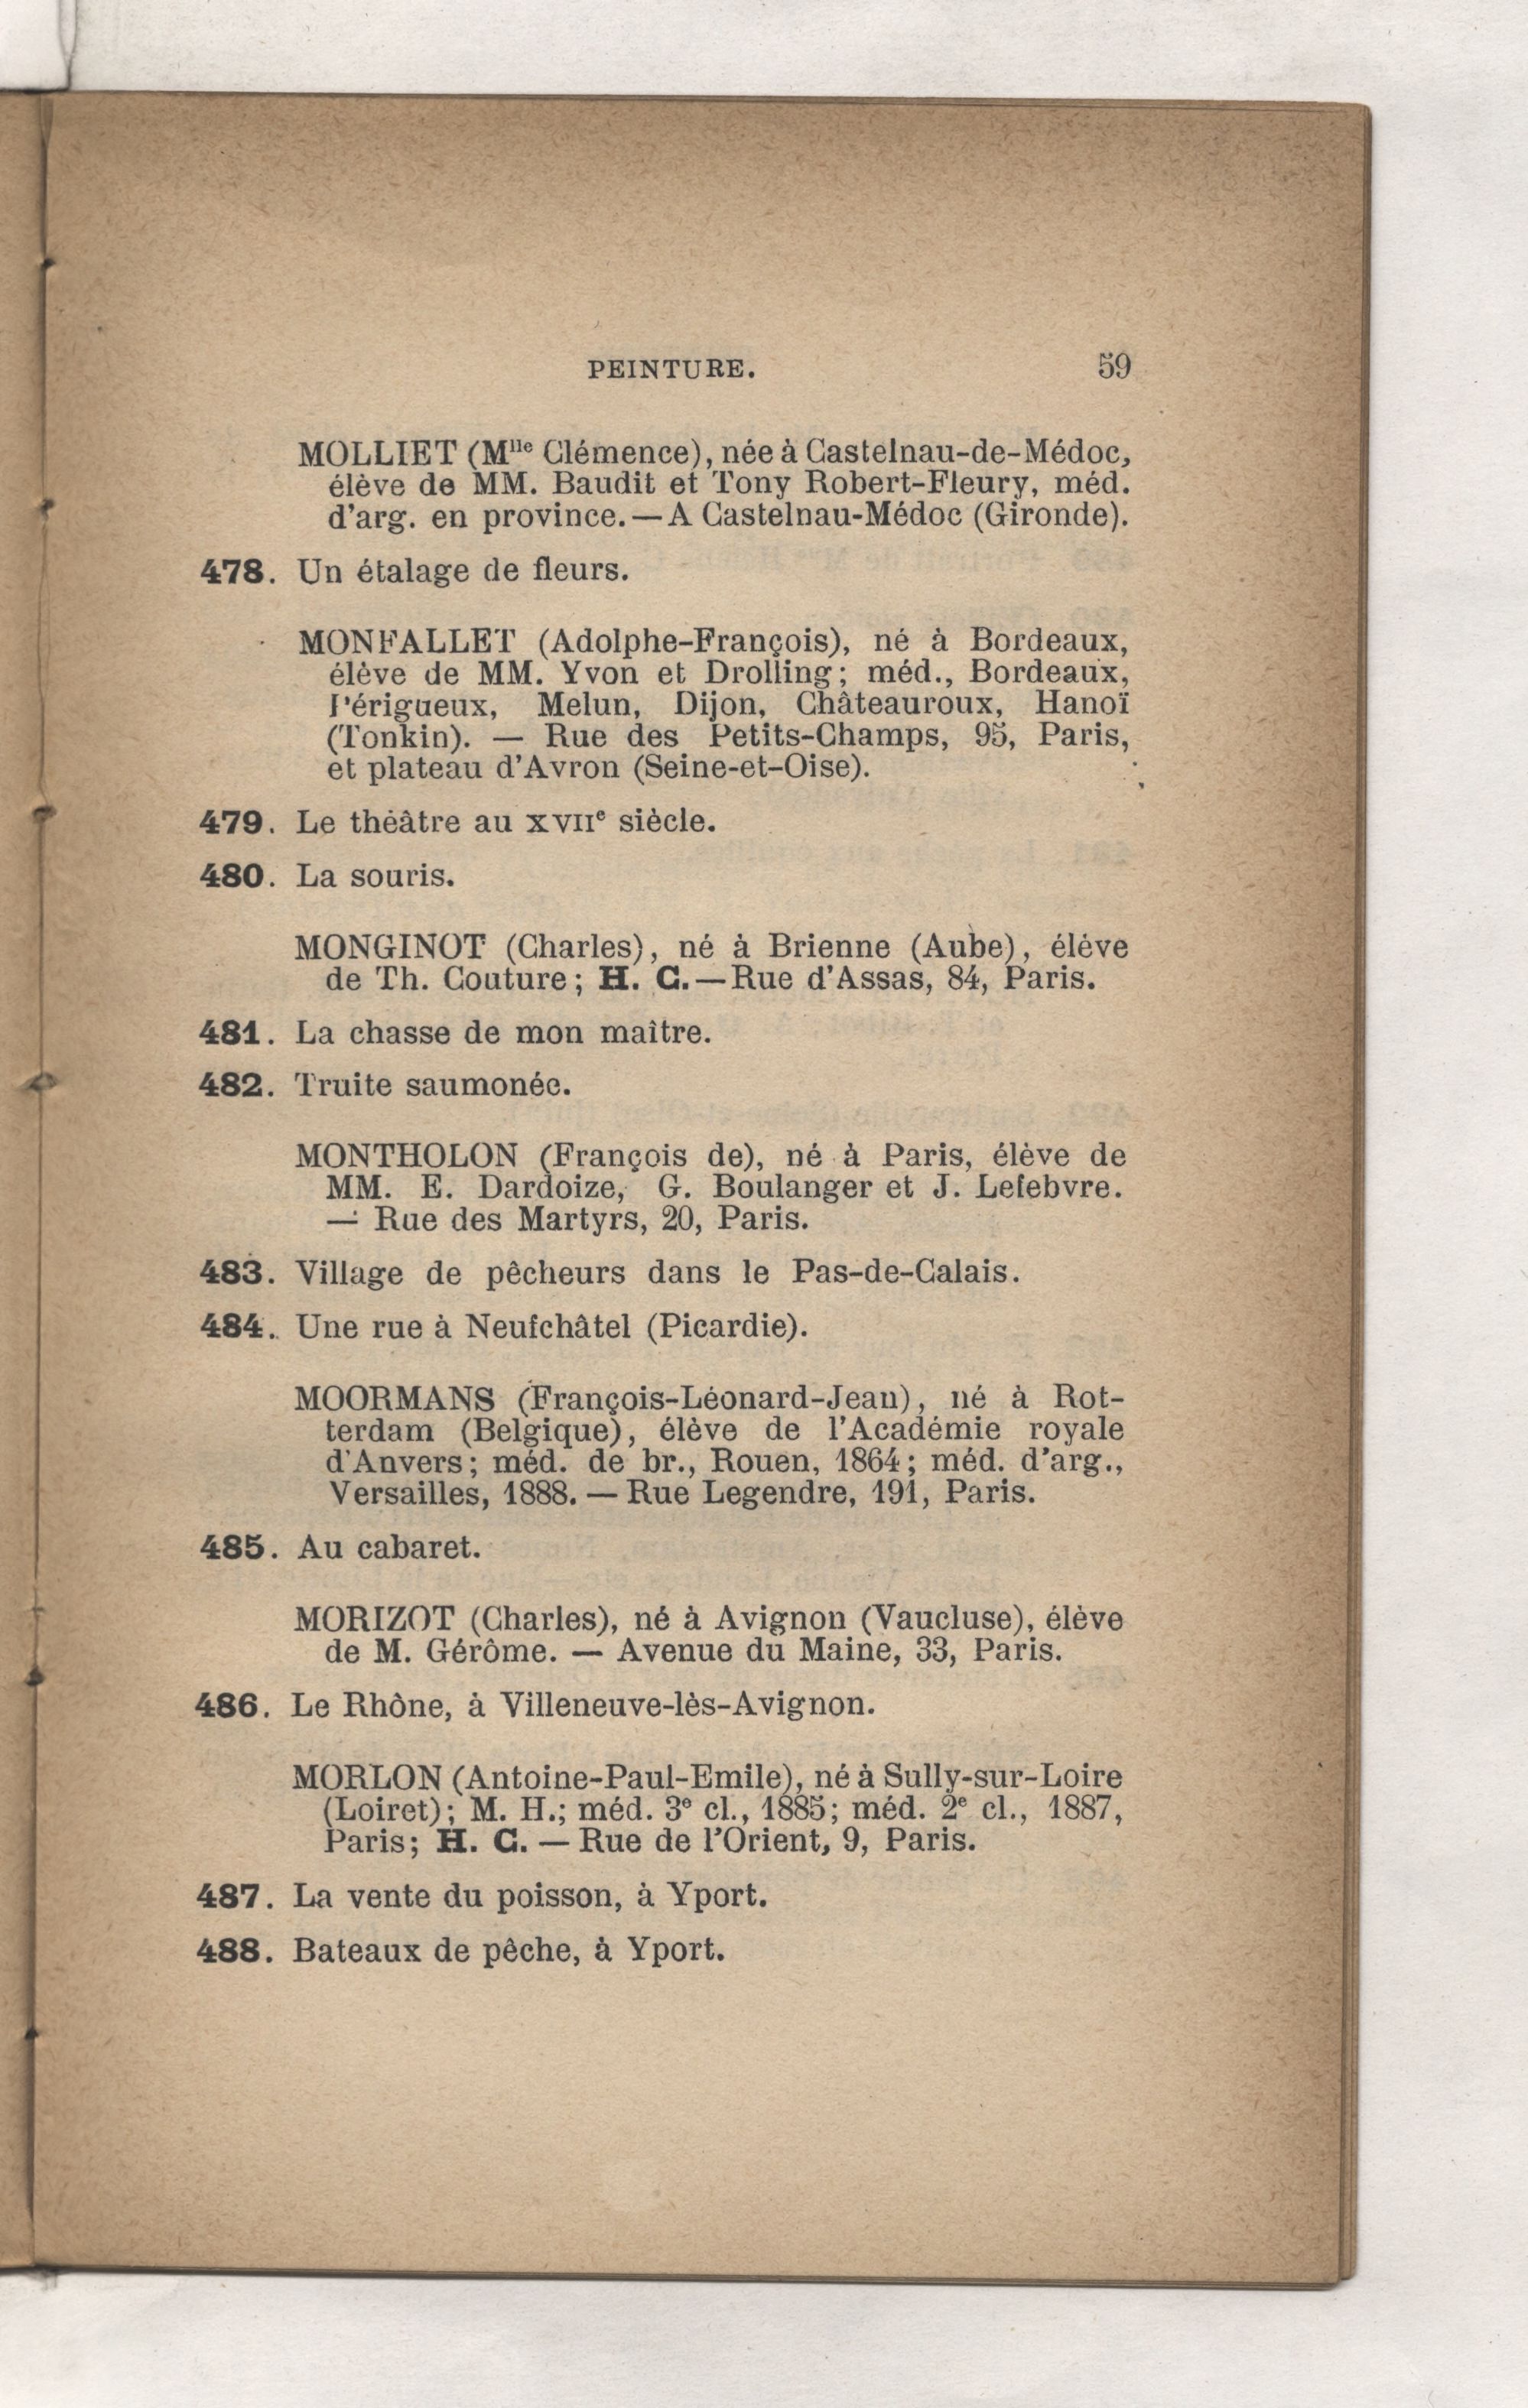 PEINTURE. 59
MOLLIET (Mlle Clémence), née à Castelnau-de-Médoc,
élève de MM. Baudit et Tony Robert-Fleury, méd.
d'arg. en province. — A Castelnau-Médoc (Gironde).
478. Un étalage de fleurs.
MONFALLET (Adolphe-François), né à Bordeaux,
élève de MM. Yvon et Drolling; méd., Bordeaux,
Périgueux, Melun, Dijon, Châteauroux, Hanoï
(Tonkin). — Rue des Petits-Champs, 95, Paris,
et plateau d'Avron (Seine-et-Oise).
479. Le théâtre au XVIIe siècle.
480. La souris.
MONGINOT (Charles), né à Brienne (Aube), élève
de Th. Couture; H. C. — Rue d'Assas, 84, Paris.
481. La chasse de mon maître.
482. Truite saumonée.
MONTHOLON (François de), né à Paris, élève de
MM. E. Dardoize, G. Boulanger et J. Lefebvre.
— Rue des Martyrs, 20, Paris.
483. Village de pêcheurs dans le Pas-de-Calais.
484. Une rue à Neufchâtel (Picardie).
MOORMANS (François-Léonard-Jean), né à Rot-
terdam (Belgique), élève de l'Académie royale
d'Anvers; méd. de br., Rouen, 1864; méd. d'arg.,
Versailles, 1888. — Rue Legendre, 191, Paris.
485. Au cabaret.
MORIZOT (Charles), né à Avignon (Vaucluse), élève
de M. Gérôme. — Avenue du Maine, 33, Paris.
486. Le Rhône, à Villeneuve-lès-Avignon.
MORLON (Antoine-Paul-Emile), né à Sully-sur-Loire
(Loiret); M. H.; méd. 3e cl., 1885; méd. 2e cl., 1887,
Paris; H. C. — Rue de l'Orient, 9, Paris.
487. La vente du poisson, à Yport.
488. Bateaux de pêche, à Yport.